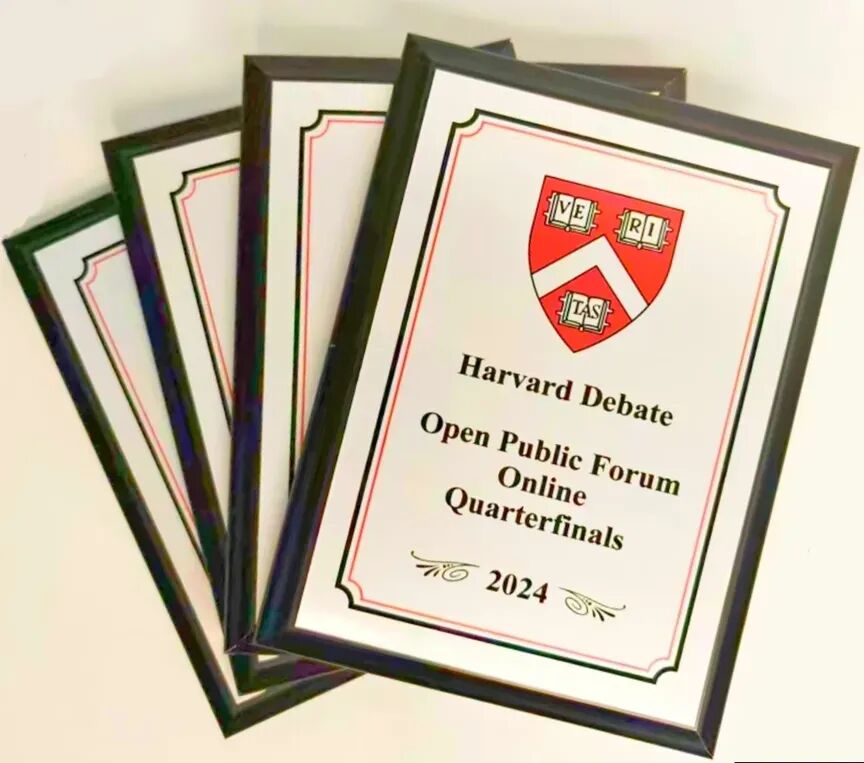 VE RI
TAS
Harvard Debate
Open Public Forum
Online
Quarterfinals
2024